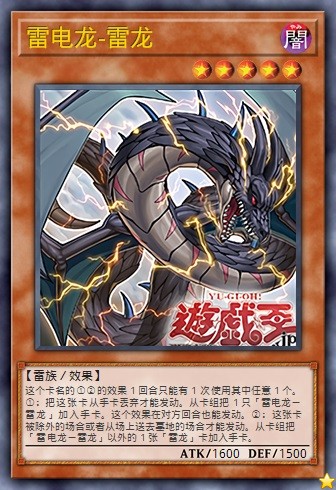 雷电龙-雷龙
闇
YU-GI-OH!
遊戯王
.jp
【雷族／效果】
这个卡名的①②的效果1回合只能有1次使用其中任意1个。
①：把这张卡从手卡丢弃才能发动。从卡组把1只「雷电龙－
雷龙」加入手卡。这个效果在对方回合也能发动。②：这张卡
被除外的场合或者从场上送去墓地的场合才能发动。从卡组把
「雷电龙－雷龙」以外的1张「雷龙」卡加入手卡。
ATK/1600 DEF/1500